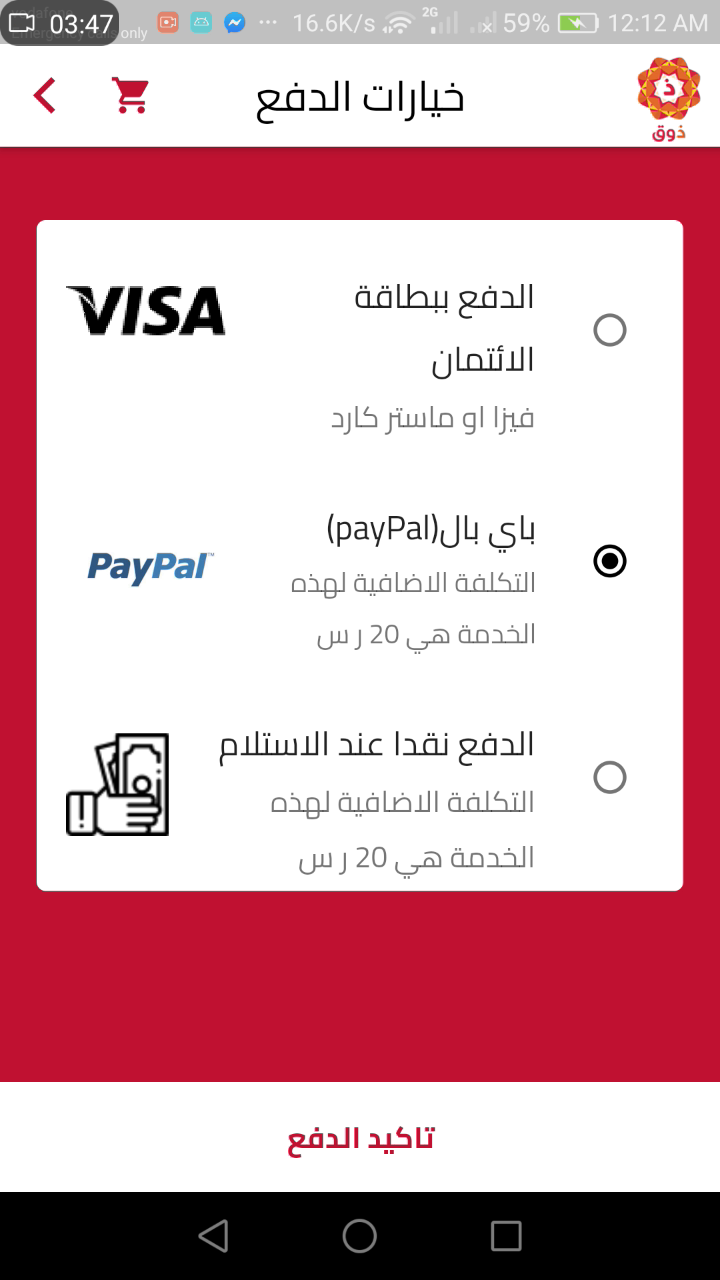 03:47
16.6K/s 2G 59% 12:12 AM
only
خيارات الدفع
ذ
ذوق
الدفع ببطاقة
الائتمان
VISA
فيزا او ماستر كارد
باي بال(payPal)
PayPal™
التكلفة الاضافية لهذه
الخدمة هي 20 ر س
الدفع نقدا عند الاستلام
التكلفة الاضافية لهذه
الخدمة هي 20 ر س
تاكيد الدفع